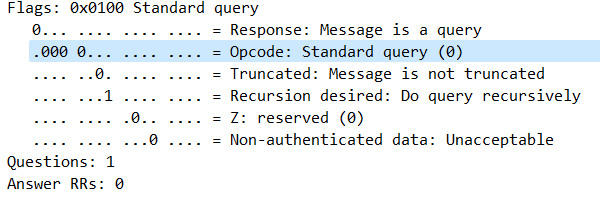 Flags: 0x0100 Standard query
0... .... .... .... = Response: Message is a query
.000 0... .... .... = Opcode: Standard query (0)
.... ..0. .... .... = Truncated: Message is not truncated
.... ...1 .... .... = Recursion desired: Do query recursively
.... .... .0.. .... = Z: reserved (0)
.... .... ...0 .... = Non-authenticated data: Unacceptable
Questions: 1
Answer RRs: 0